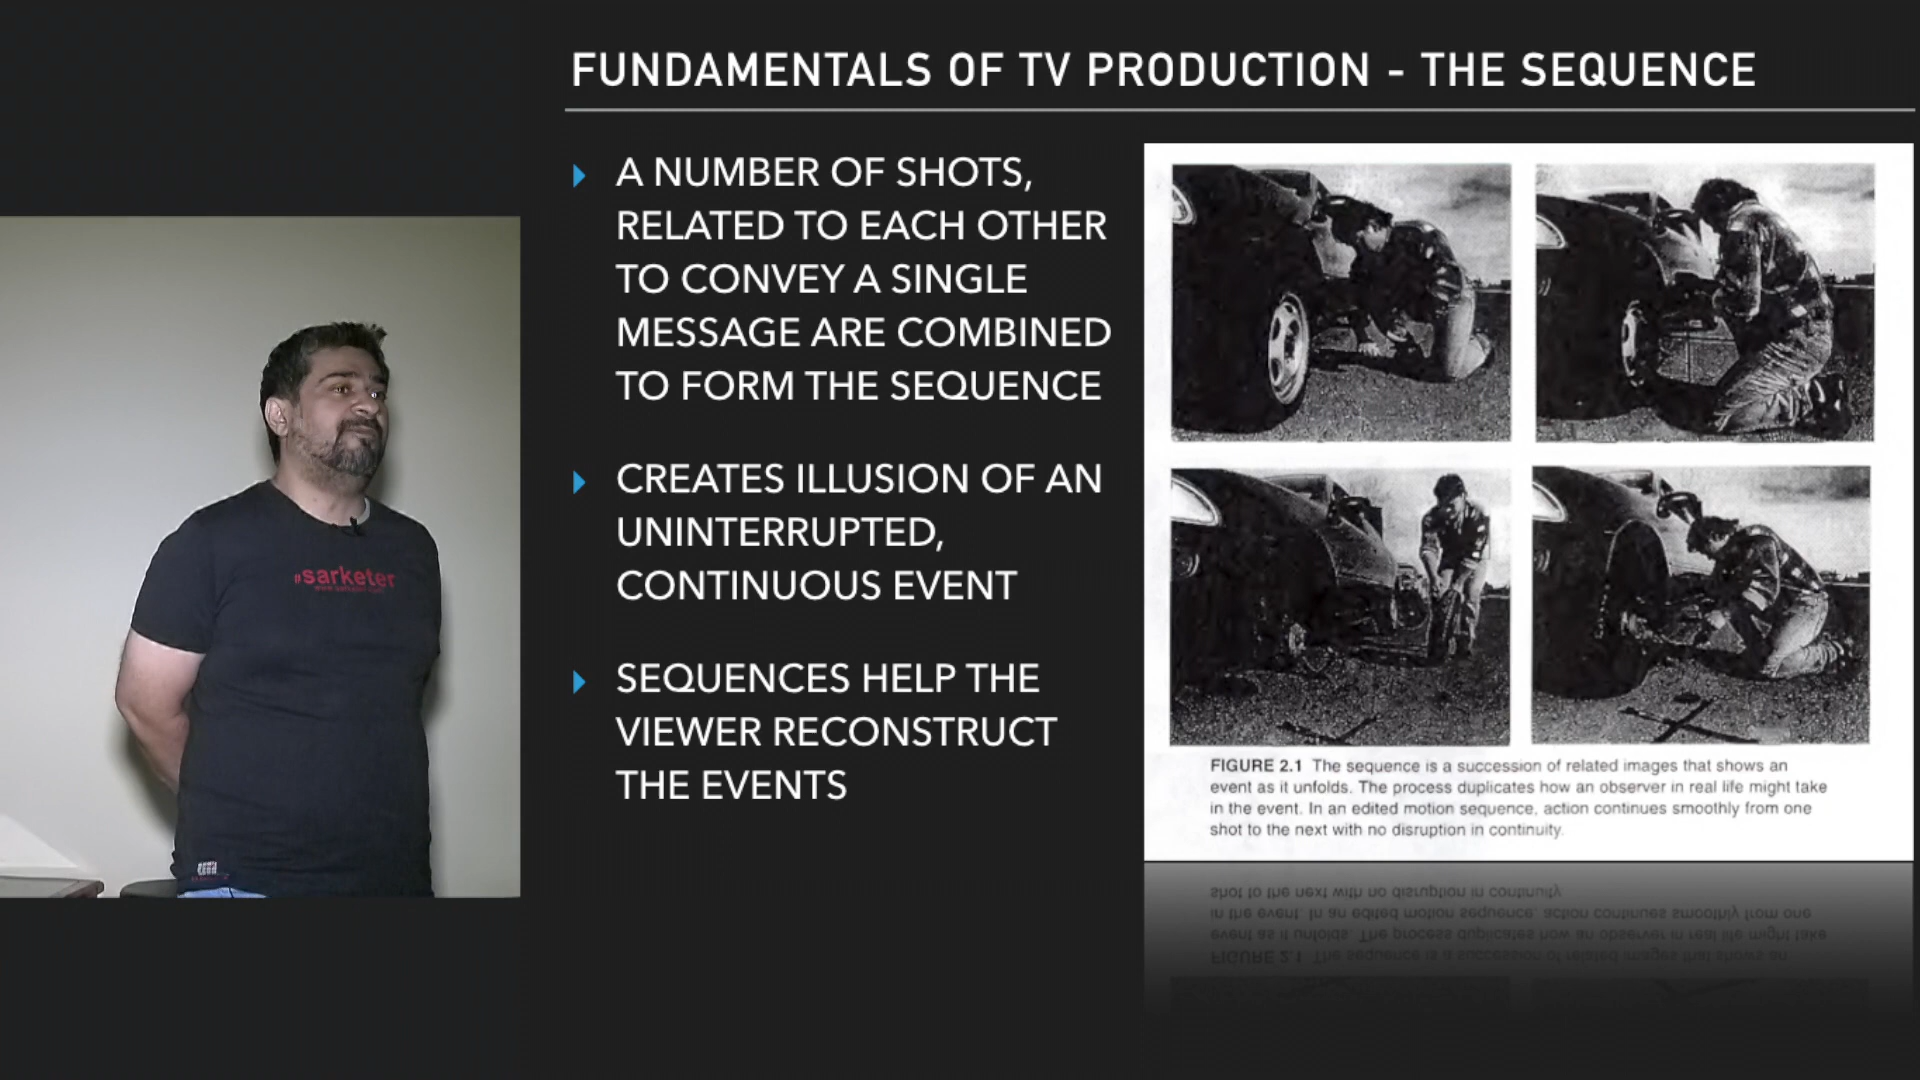 FUNDAMENTALS OF TV PRODUCTION - THE SEQUENCE
A NUMBER OF SHOTS,
RELATED TO EACH OTHER
TO CONVEY A SINGLE
MESSAGE ARE COMBINED
TO FORM THE SEQUENCE
CREATES ILLUSION OF AN
UNINTERRUPTED,
CONTINUOUS EVENT
SEQUENCES HELP THE
VIEWER RECONSTRUCT
THE EVENTS
FIGURE 2.1 The sequence is a succession of related images that shows an
event as it unfolds. The process duplicates how an observer in real life might take
in the event. In an edited motion sequence, action continues smoothly from one
shot to the next with no disruption in continuity.
sarketer